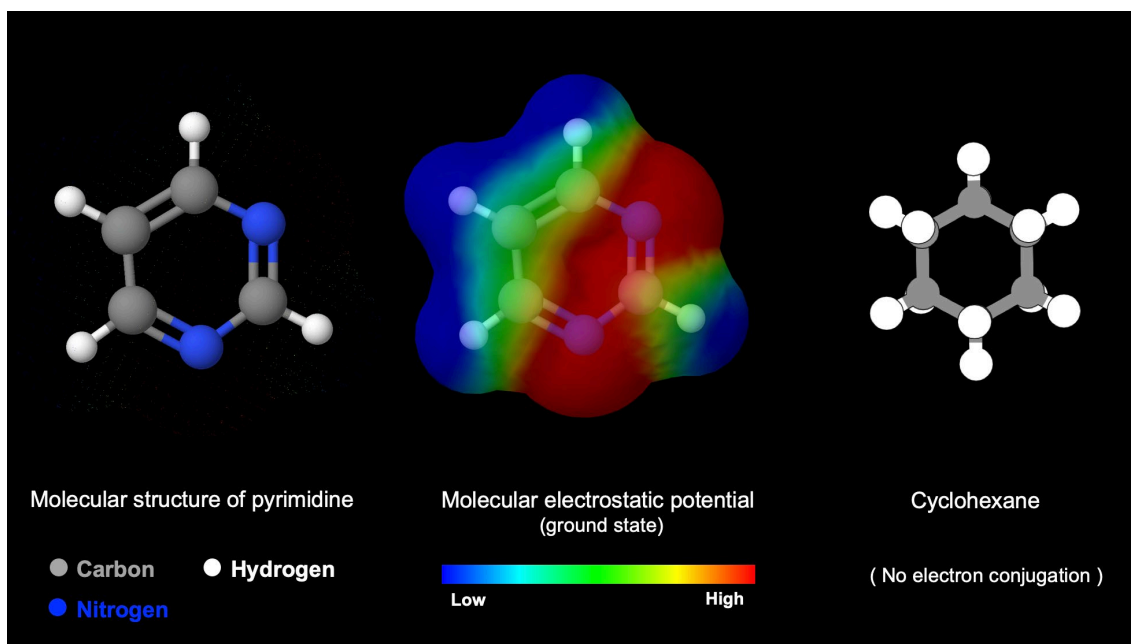 Molecular structure of pyrimidine
Carbon
Hydrogen
Nitrogen
Molecular electrostatic potential
(ground state)
Low
High
Cyclohexane
( No electron conjugation )